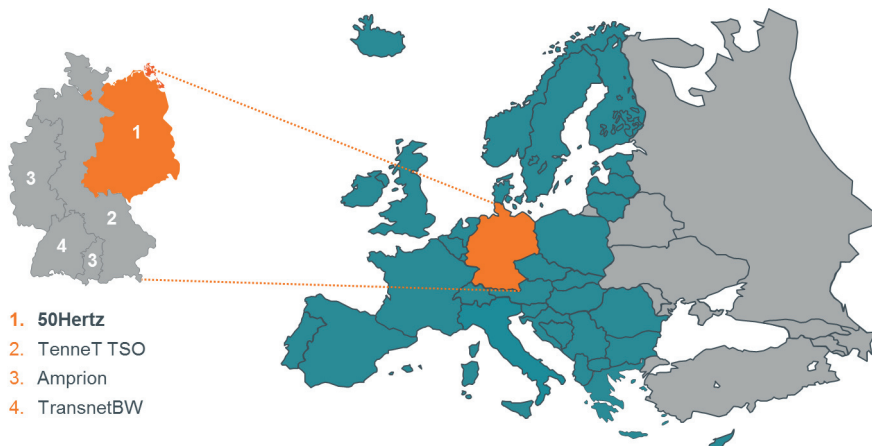 1
3
2
4
3
1. 50Hertz
2. TenneT TSO
3. Amprion
4. TransnetBW